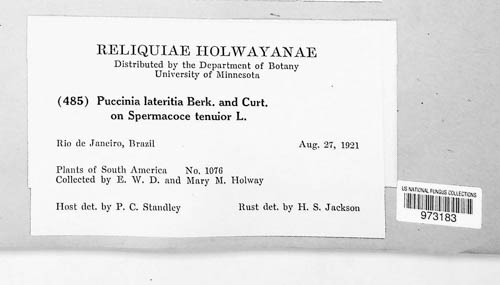 RELIQUIAE HOLWAYANAE
Distributed by the Department of Botany
University of Minnesota
(485) Puccinia lateritia Berk. and Curt.
on Spermacoce tenuior L.
Rio de Janeiro, Brazil Aug. 27, 1921
Plants of South America No. 1076
Collected by E. W. D. and Mary M. Holway
Host det. by P. C. Standley Rust det. by H. S. Jackson
US NATIONAL FUNGUS COLLECTIONS
973183